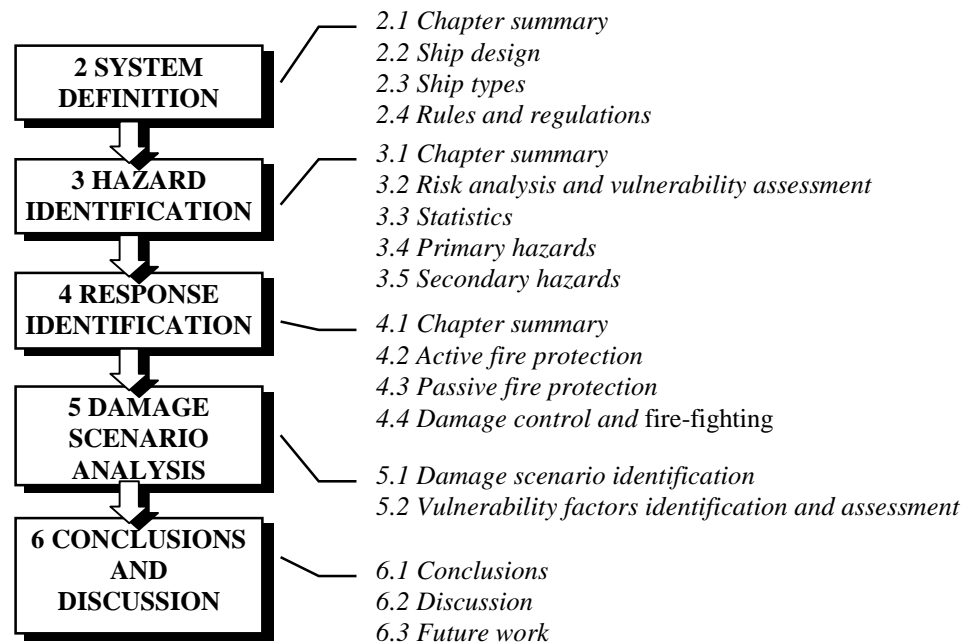 2 SYSTEM
DEFINITION
2.1 Chapter summary
2.2 Ship design
2.3 Ship types
2.4 Rules and regulations
3 HAZARD
IDENTIFICATION
3.1 Chapter summary
3.2 Risk analysis and vulnerability assessment
3.3 Statistics
3.4 Primary hazards
3.5 Secondary hazards
4 RESPONSE
IDENTIFICATION
4.1 Chapter summary
4.2 Active fire protection
4.3 Passive fire protection
4.4 Damage control and fire-fighting
5 DAMAGE
SCENARIO
ANALYSIS
5.1 Damage scenario identification
5.2 Vulnerability factors identification and assessment
6 CONCLUSIONS
AND
DISCUSSION
6.1 Conclusions
6.2 Discussion
6.3 Future work